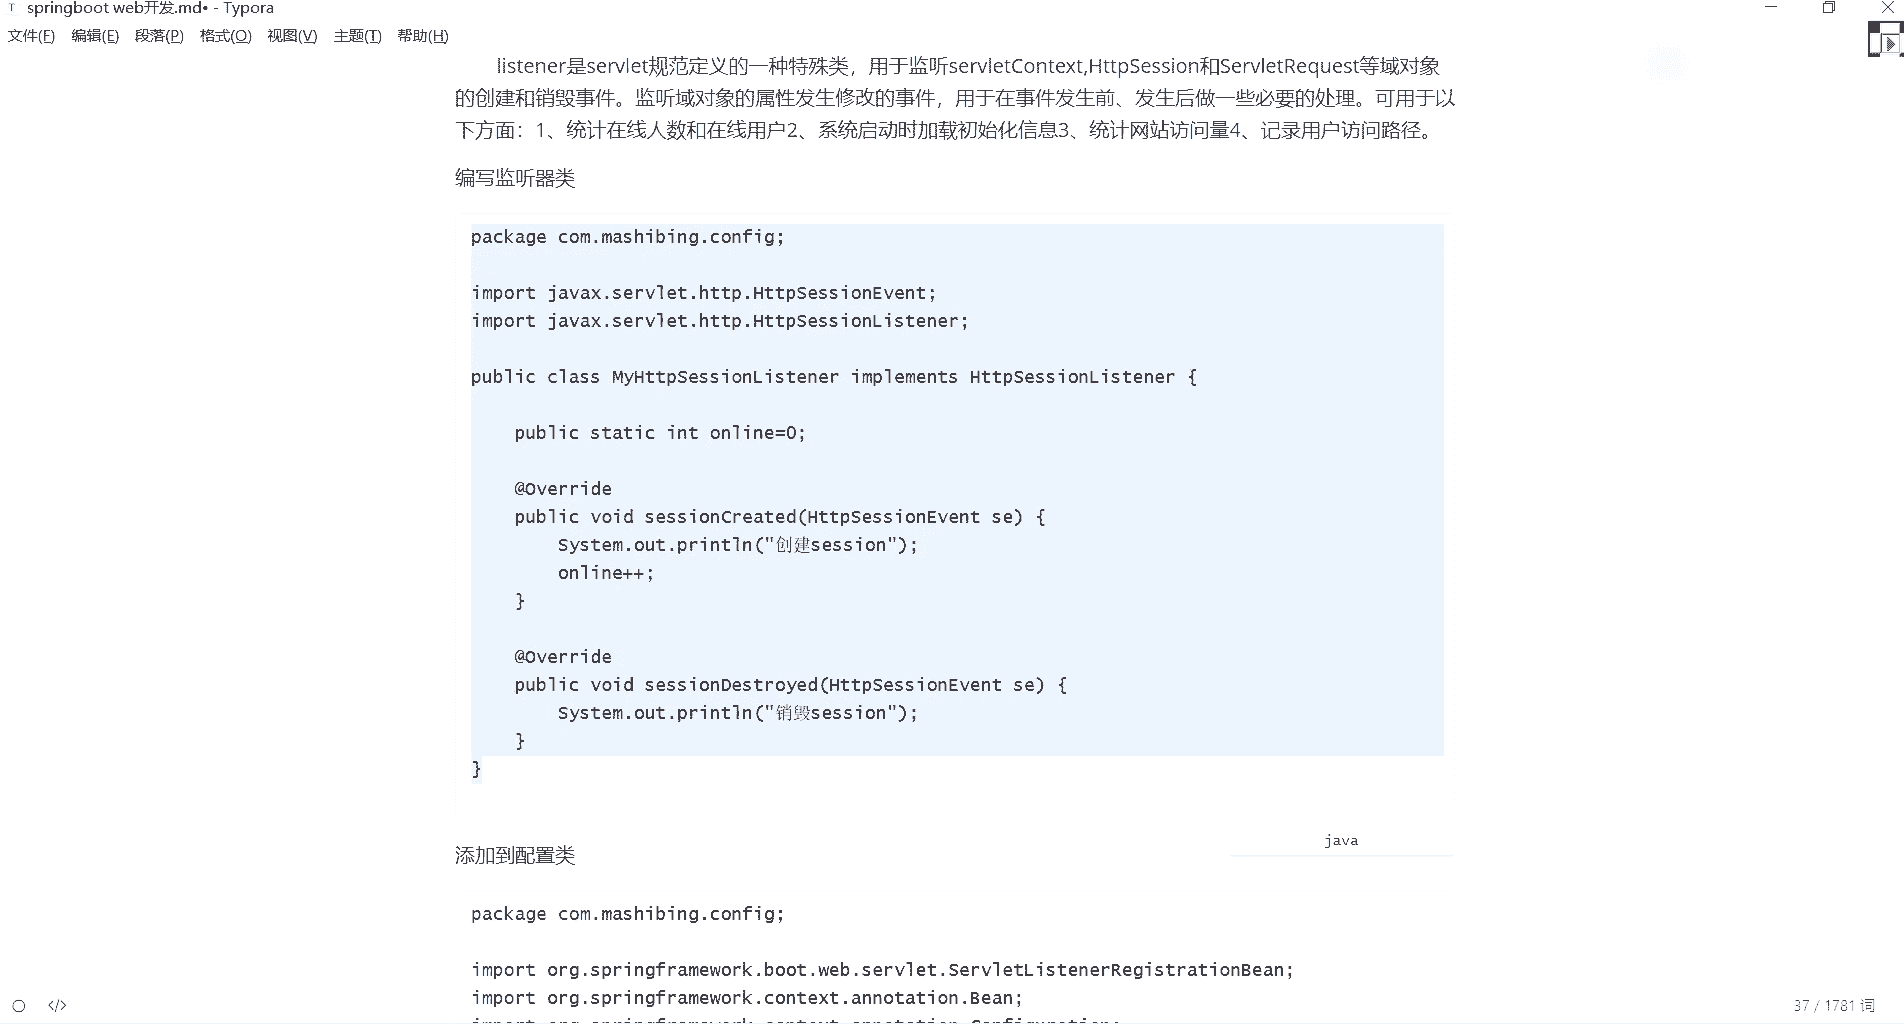 springboot web开发.md• - Typora
文件(F) 编辑(E) 段落(P) 格式(O) 视图(V) 主题(T) 帮助(H)
listener是servlet规范定义的一种特殊类，用于监听servletContext,HttpSession和ServletRequest等域对象
的创建和销毁事件。监听域对象的属性发生修改的事件，用于在事件发生前、发生后做一些必要的处理。可用于以
下方面：1、统计在线人数和在线用户2、系统启动时加载初始化信息3、统计网站访问量4、记录用户访问路径。
编写监听器类
package com.mashibing.config;
import javax.servlet.http.HttpSessionEvent;
import javax.servlet.http.HttpSessionListener;
public class MyHttpSessionListener implements HttpSessionListener {
    public static int online=0;
    @Override
    public void sessionCreated(HttpSessionEvent se) {
        System.out.println("创建session");
        online++;
    }
    @Override
    public void sessionDestroyed(HttpSessionEvent se) {
        System.out.println("销毁session");
    }
}
java
添加到配置类
package com.mashibing.config;
import org.springframework.boot.web.servlet.ServletListenerRegistrationBean;
import org.springframework.context.annotation.Bean;
import org.springframework.context.annotation.Configuration;
</>
37 / 1781 词